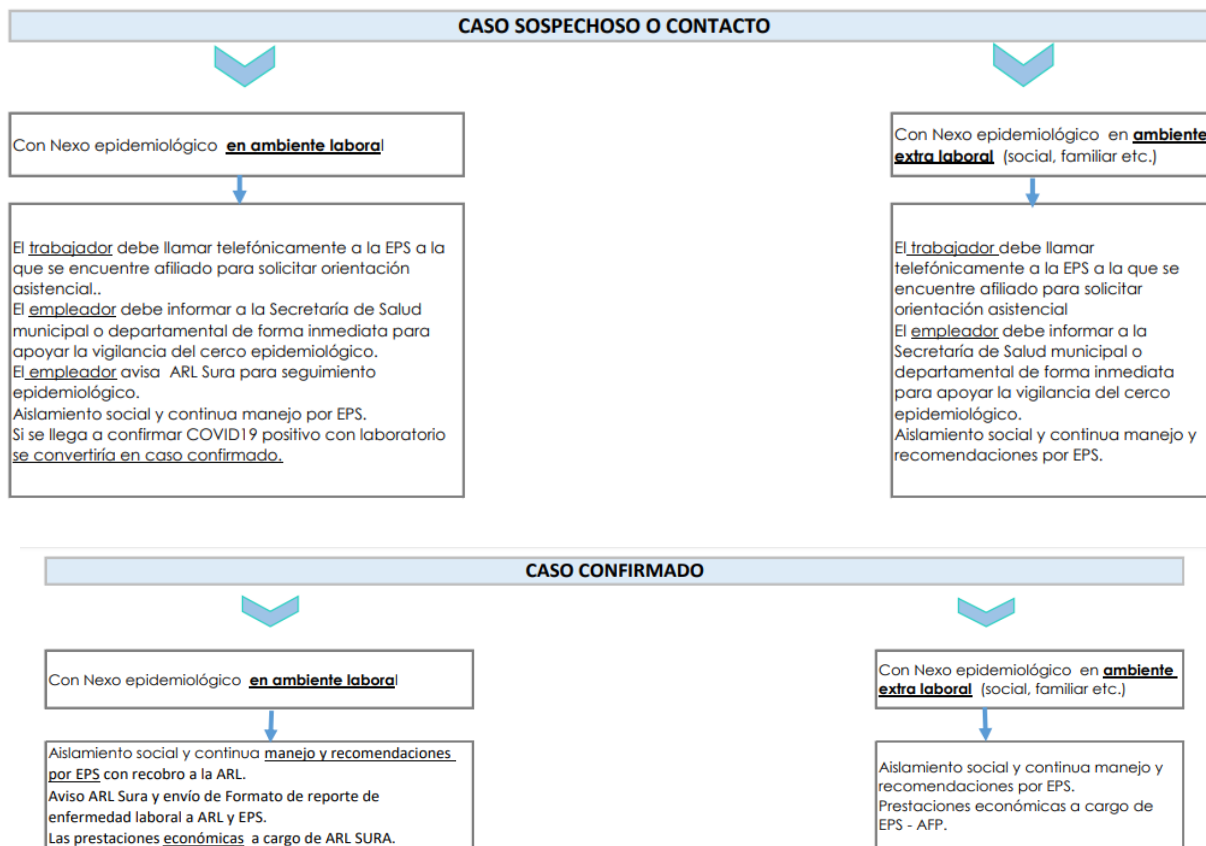 CASO SOSPECHOSO O CONTACTO
Con Nexo epidemiológico en ambiente laboral
El trabajador debe llamar telefónicamente a la EPS a la
que se encuentre afiliado para solicitar orientación
asistencial..
El empleador debe informar a la Secretaría de Salud
municipal o departamental de forma inmediata para
apoyar la vigilancia del cerco epidemiológico.
El empleador avisa ARL Sura para seguimiento
epidemiológico.
Aislamiento social y continua manejo por EPS.
Si se llega a confirmar COVID19 positivo con laboratorio
se convertiría en caso confirmado.
Con Nexo epidemiológico en ambiente
extra laboral (social, familiar etc.)
El trabajador debe llamar
telefónicamente a la EPS a la que se
encuentre afiliado para solicitar
orientación asistencial
El empleador debe informar a la
Secretaría de Salud municipal o
departamental de forma inmediata
para apoyar la vigilancia del cerco
epidemiológico.
Aislamiento social y continua manejo y
recomendaciones por EPS.
CASO CONFIRMADO
Con Nexo epidemiológico en ambiente laboral
Aislamiento social y continua manejo y recomendaciones
por EPS con recobro a la ARL.
Aviso ARL Sura y envío de Formato de reporte de
enfermedad laboral a ARL y EPS.
Las prestaciones económicas a cargo de ARL SURA.
Con Nexo epidemiológico en ambiente
extra laboral (social, familiar etc.)
Aislamiento social y continua manejo y
recomendaciones por EPS.
Prestaciones económicas a cargo de
EPS - AFP.